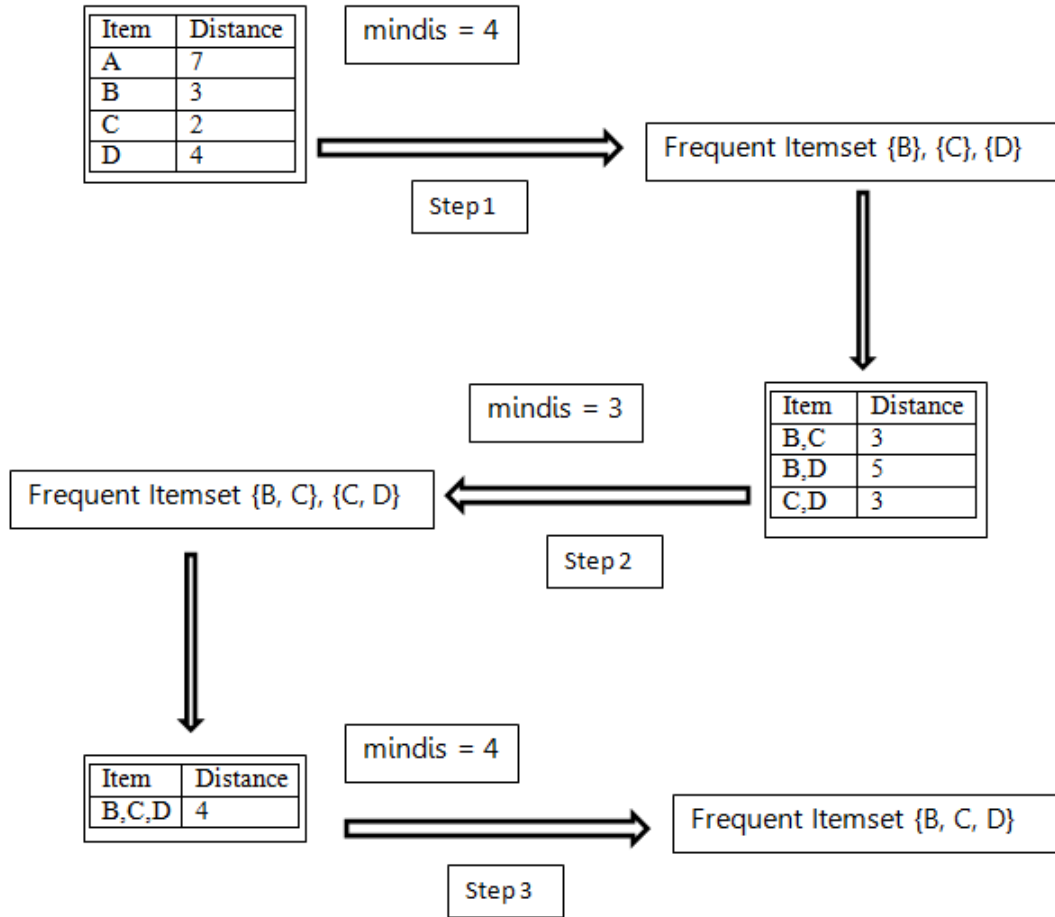 Item Distance
A 7
B 3
C 2
D 4
mindis = 4
Step 1
Frequent Itemset {B}, {C}, {D}
Item Distance
B,C 3
B,D 5
C,D 3
mindis = 3
Step 2
Frequent Itemset {B, C}, {C, D}
Item Distance
B,C,D 4
mindis = 4
Step 3
Frequent Itemset {B, C, D}